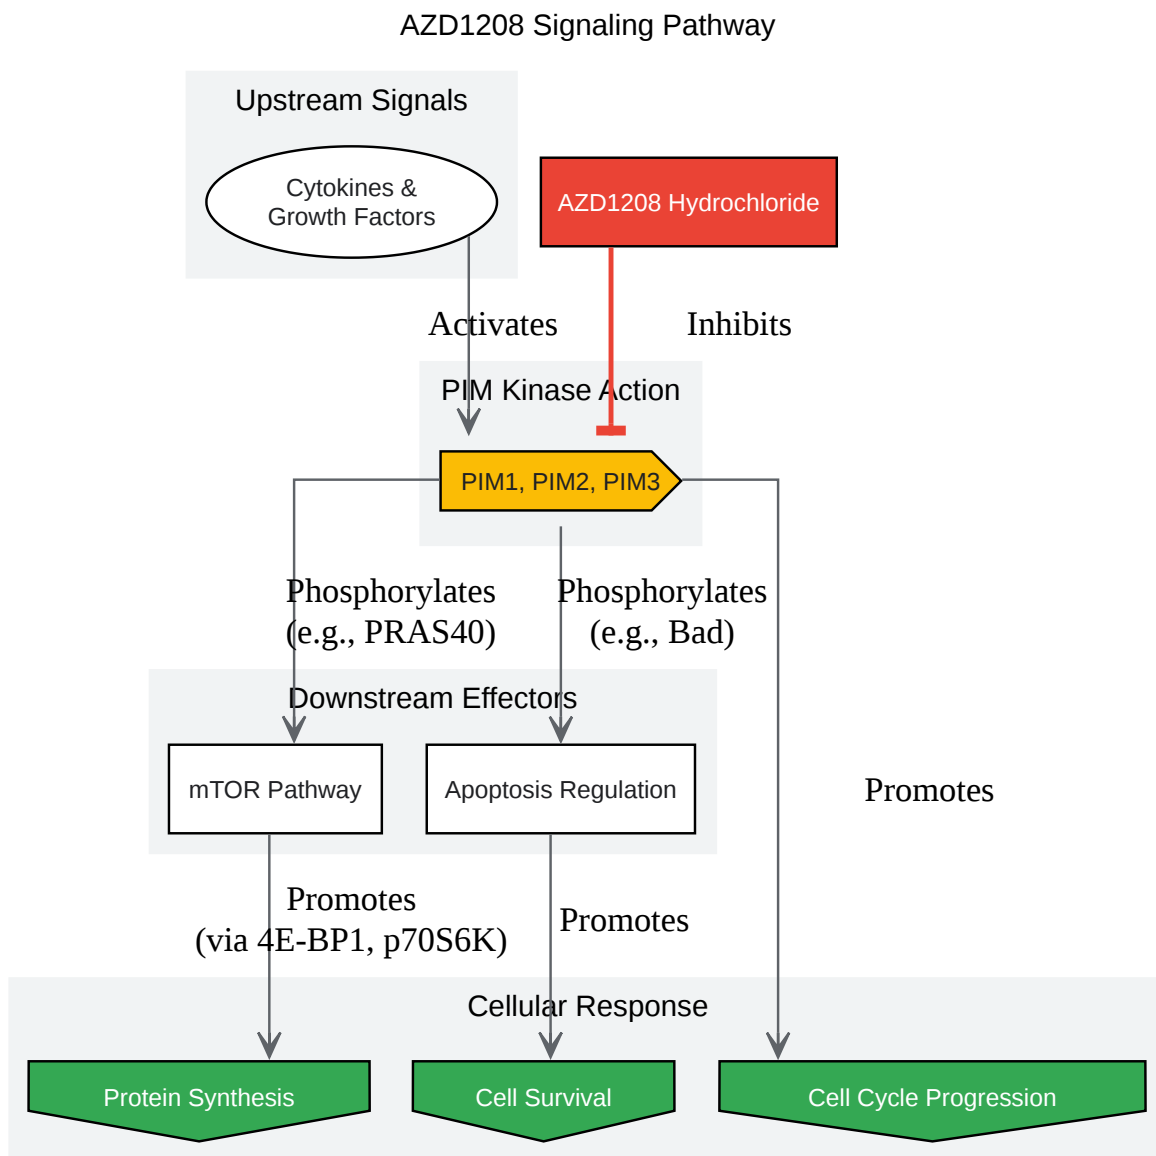 AZD1208 Signaling Pathway
Upstream Signals
Cytokines &
Growth Factors
AZD1208 Hydrochloride
Activates
Inhibits
PIM Kinase Action
PIM1, PIM2, PIM3
Phosphorylates
(e.g., PRAS40)
Phosphorylates
(e.g., Bad)
Downstream Effectors
mTOR Pathway
Apoptosis Regulation
Promotes
Promotes
(via 4E-BP1, p70S6K)
Promotes
Cellular Response
Protein Synthesis
Cell Survival
Cell Cycle Progression